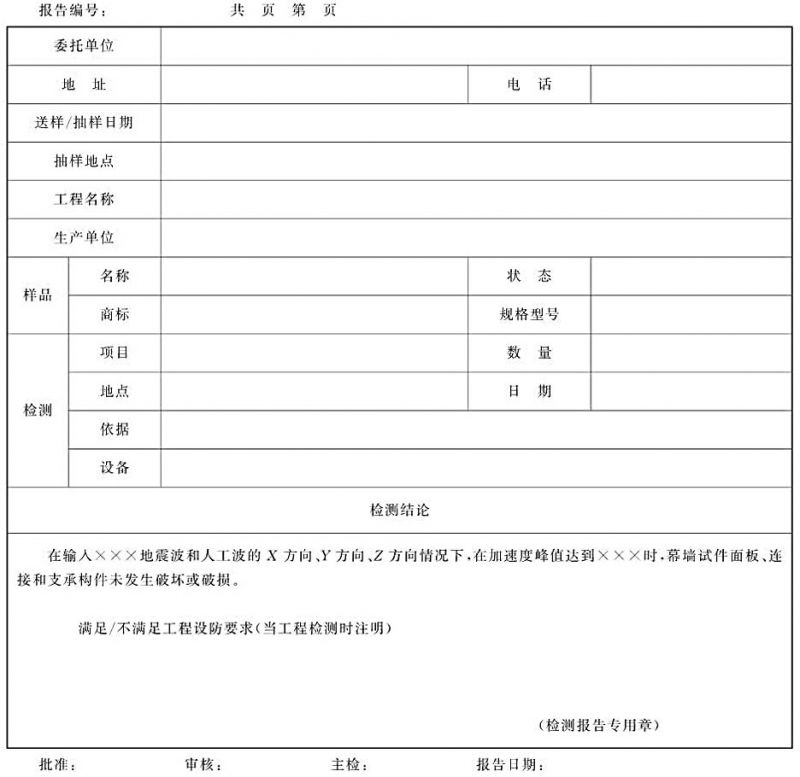 报告编号： 共 页 第 页
委托单位
地 址 电 话
送样/抽样日期
抽样地点
工程名称
生产单位
样品 名称 状 态
商标 规格型号
检测 项目 数 量
地点 日 期
依据
设备
检测结论
在输入×××地震波和人工波的 X 方向、Y 方向、Z 方向情况下,在加速度峰值达到×××时,幕墙试件面板、连
接和支承构件未发生破坏或破损。
满足/不满足工程设防要求(当工程检测时注明)
(检测报告专用章)
批准： 审核： 主检： 报告日期：